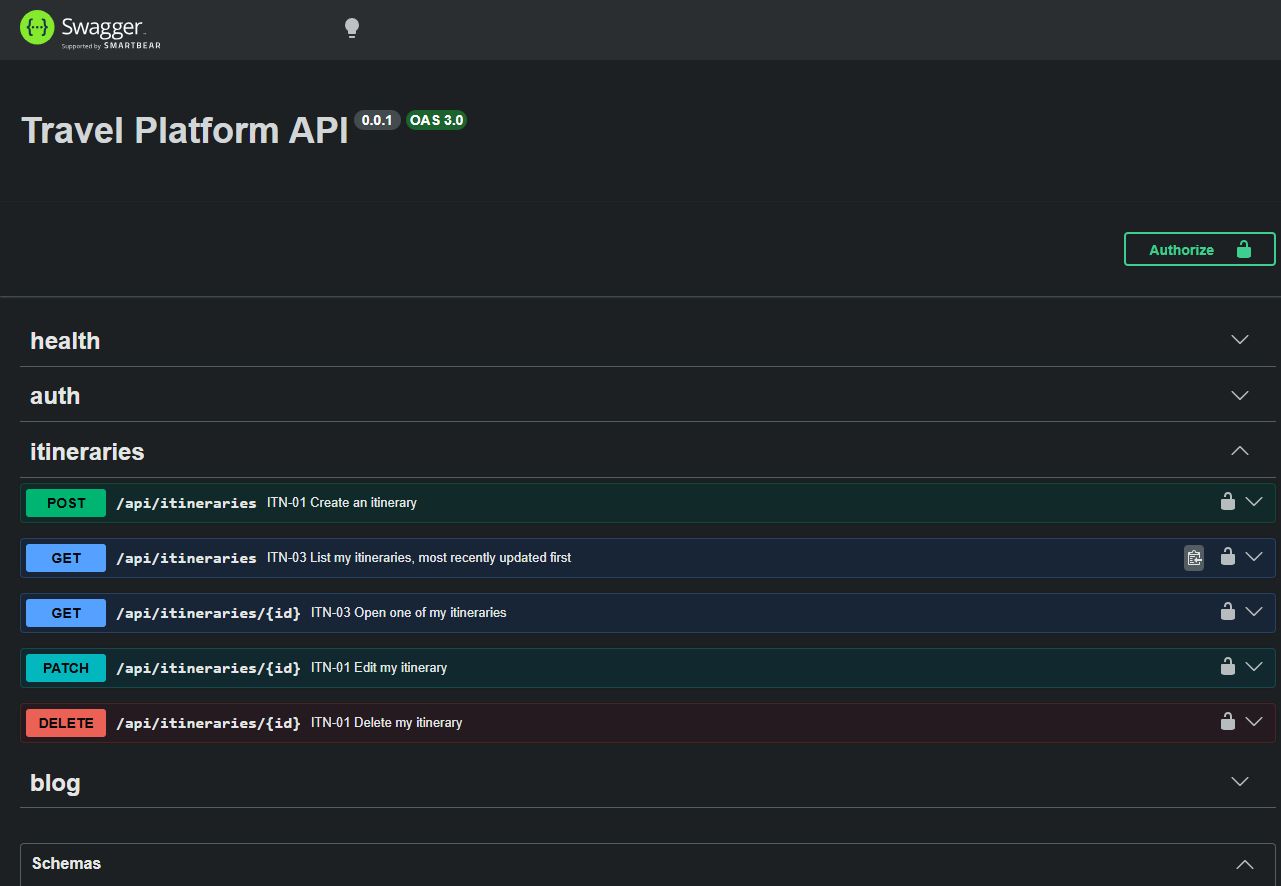 Swagger
Supported by SMARTBEAR
Travel Platform API 0.0.1 OAS 3.0
Authorize
health
auth
itineraries
POST /api/itineraries ITN-01 Create an itinerary
GET /api/itineraries ITN-03 List my itineraries, most recently updated first
GET /api/itineraries/{id} ITN-03 Open one of my itineraries
PATCH /api/itineraries/{id} ITN-01 Edit my itinerary
DELETE /api/itineraries/{id} ITN-01 Delete my itinerary
blog
Schemas